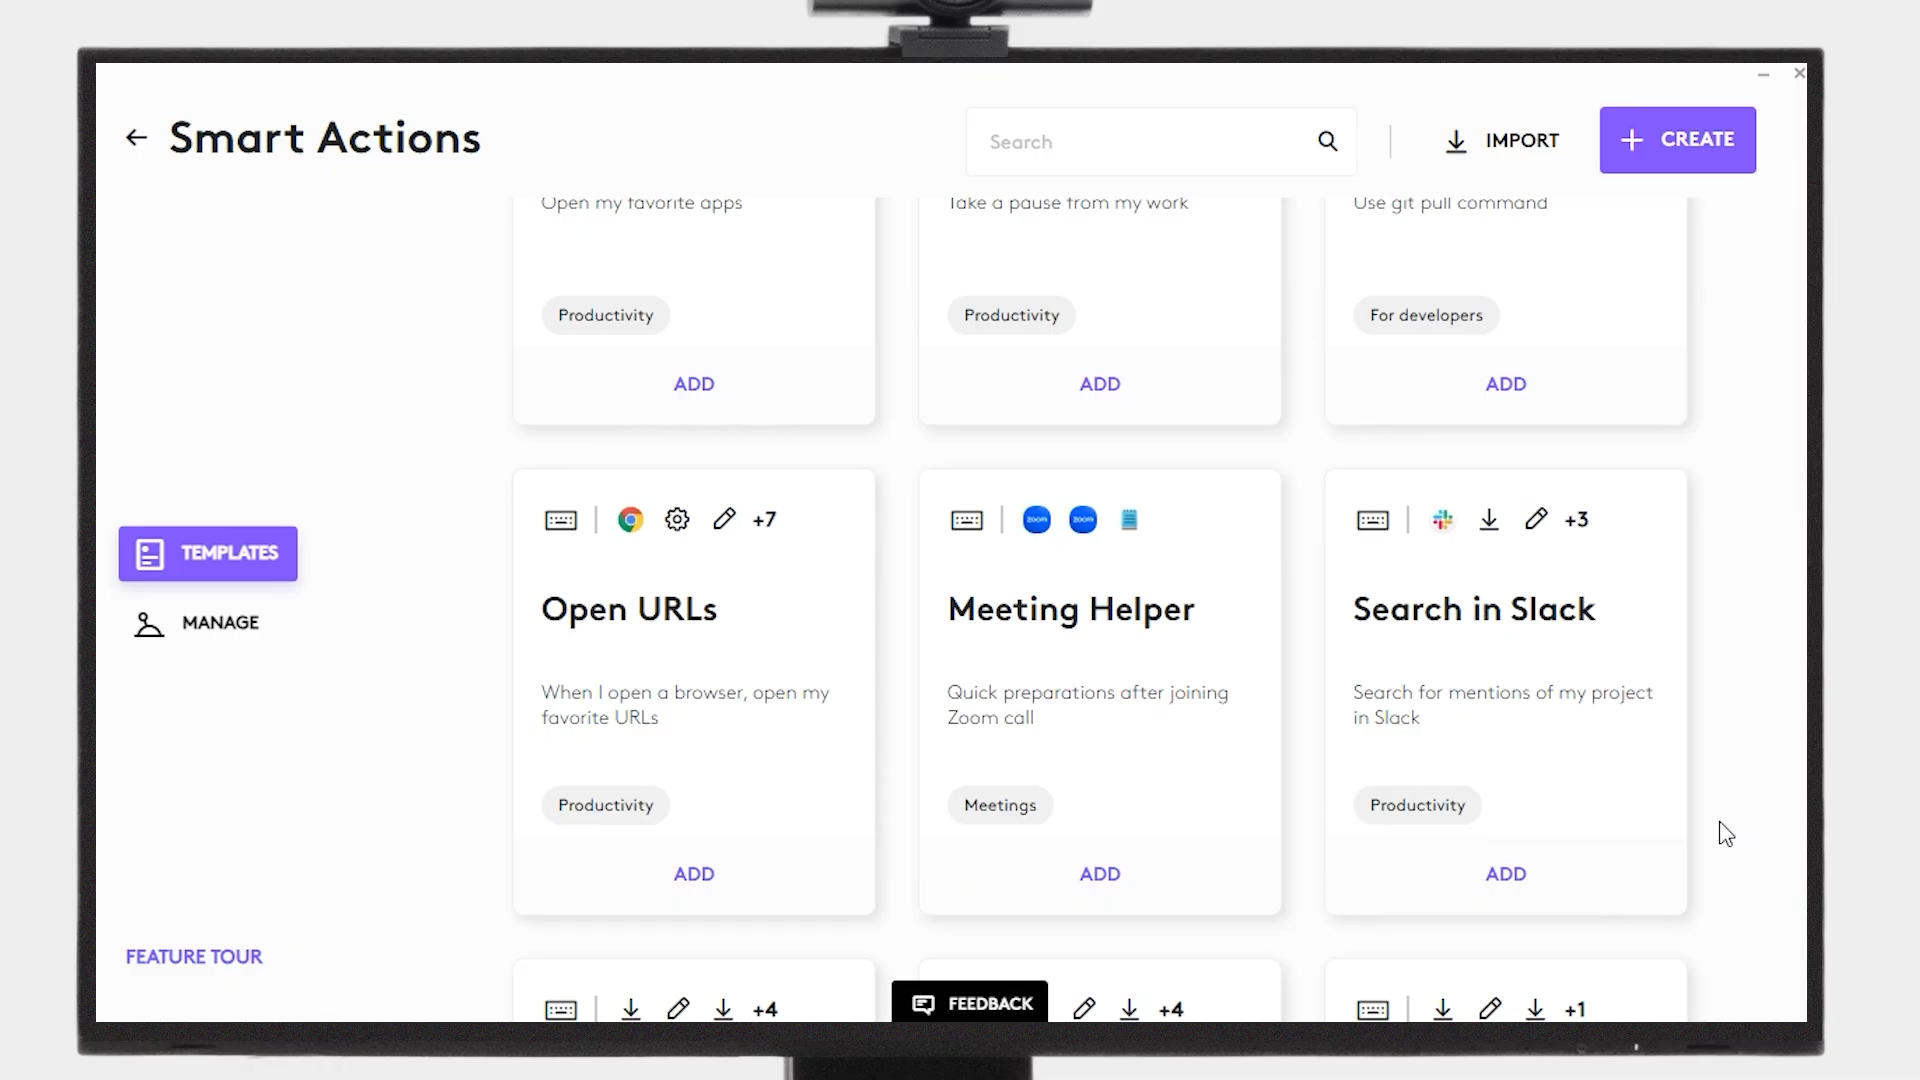 Smart Actions
Search
IMPORT
CREATE
Open my favorite apps
Productivity
ADD
Take a pause from my work
Productivity
ADD
Use git pull command
For developers
ADD
TEMPLATES
MANAGE
FEATURE TOUR
+7
Open URLs
When I open a browser, open my
favorite URLs
Productivity
ADD
zoom
zoom
Meeting Helper
Quick preparations after joining
Zoom call
Meetings
ADD
+3
Search in Slack
Search for mentions of my project
in Slack
Productivity
ADD
+4
FEEDBACK
+4
+1